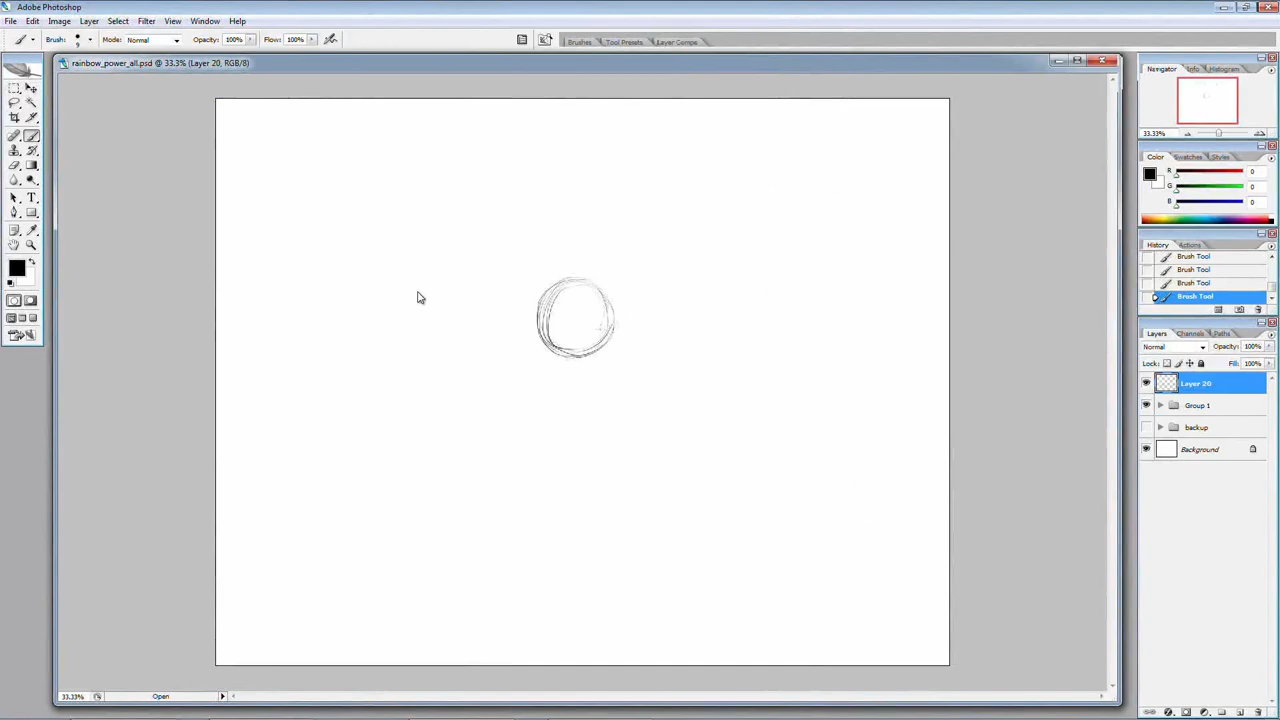 Adobe Photoshop
File Edit Image Layer Select Filter View Window Help
Brush: 9 Mode: Normal Opacity: 100% Flow: 100% Brushes Tool Presets Layer Comps
rainbow_power_all.psd @ 33.3% (Layer 20, RGB/8)
Navigator Info Histogram
33.33%
Color Swatches Styles
R 0
G 0
B 0
History Actions
Brush Tool
Brush Tool
Brush Tool
Brush Tool
Layers Channels Paths
Normal Opacity: 100%
Lock: Fill: 100%
Layer 20
Group 1
backup
Background
33.33% Open